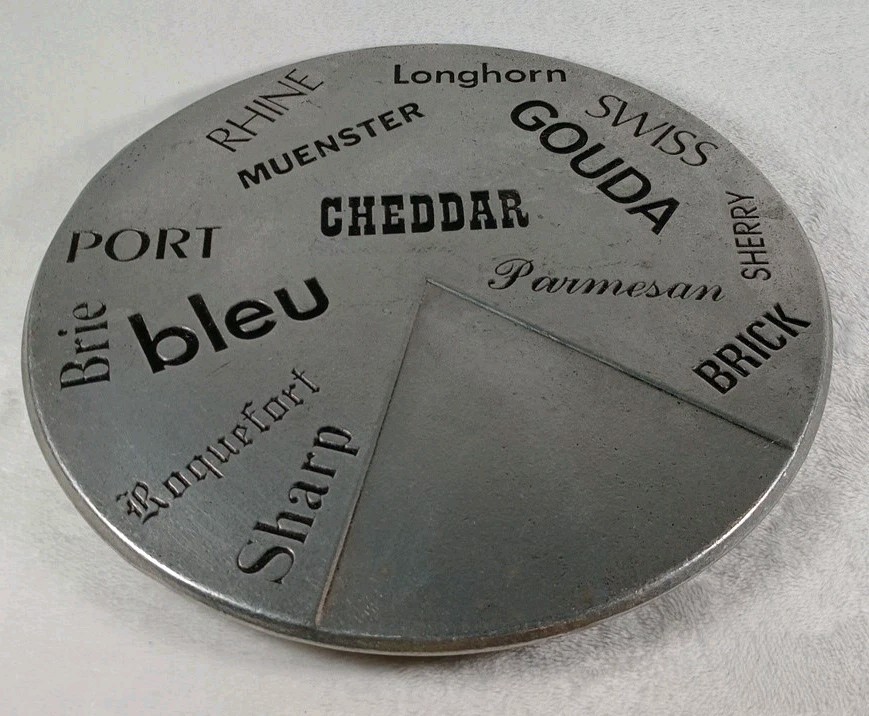 Longhorn
RHINE
SWISS
MUENSTER
GOUDA
CHEDDAR
SHERRY
PORT
Parmesan
bleu
Brie
BRICK
Roquefort
Sharp